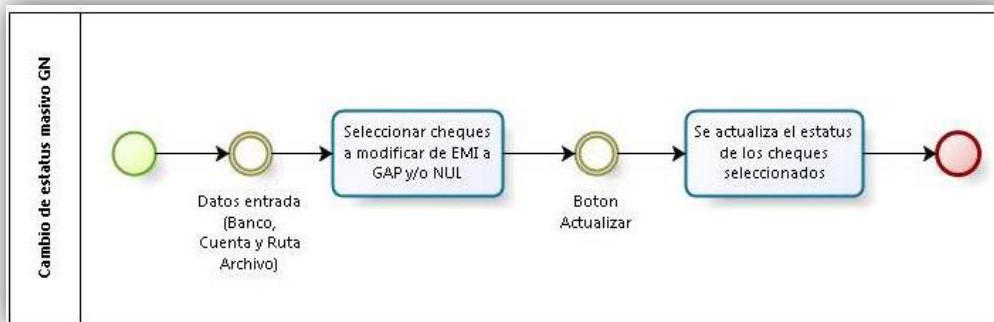 Cambio de estatus masivo GN
Datos entrada
(Banco,
Cuenta y Ruta
Archivo)
Seleccionar cheques
a modificar de EMI a
GAP y/o NUL
Boton
Actualizar
Se actualiza el estatus
de los cheques
seleccionados